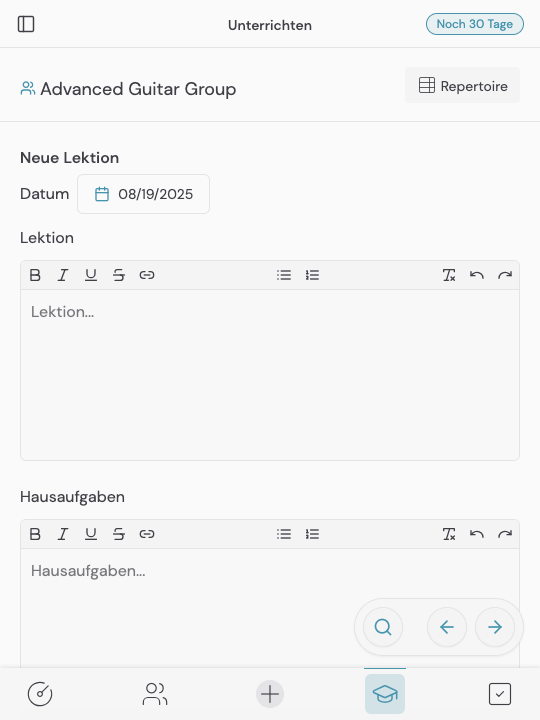 Unterrichten
Noch 30 Tage
Advanced Guitar Group
Repertoire
Neue Lektion
Datum
08/19/2025
Lektion
Lektion...
Hausaufgaben
Hausaufgaben...